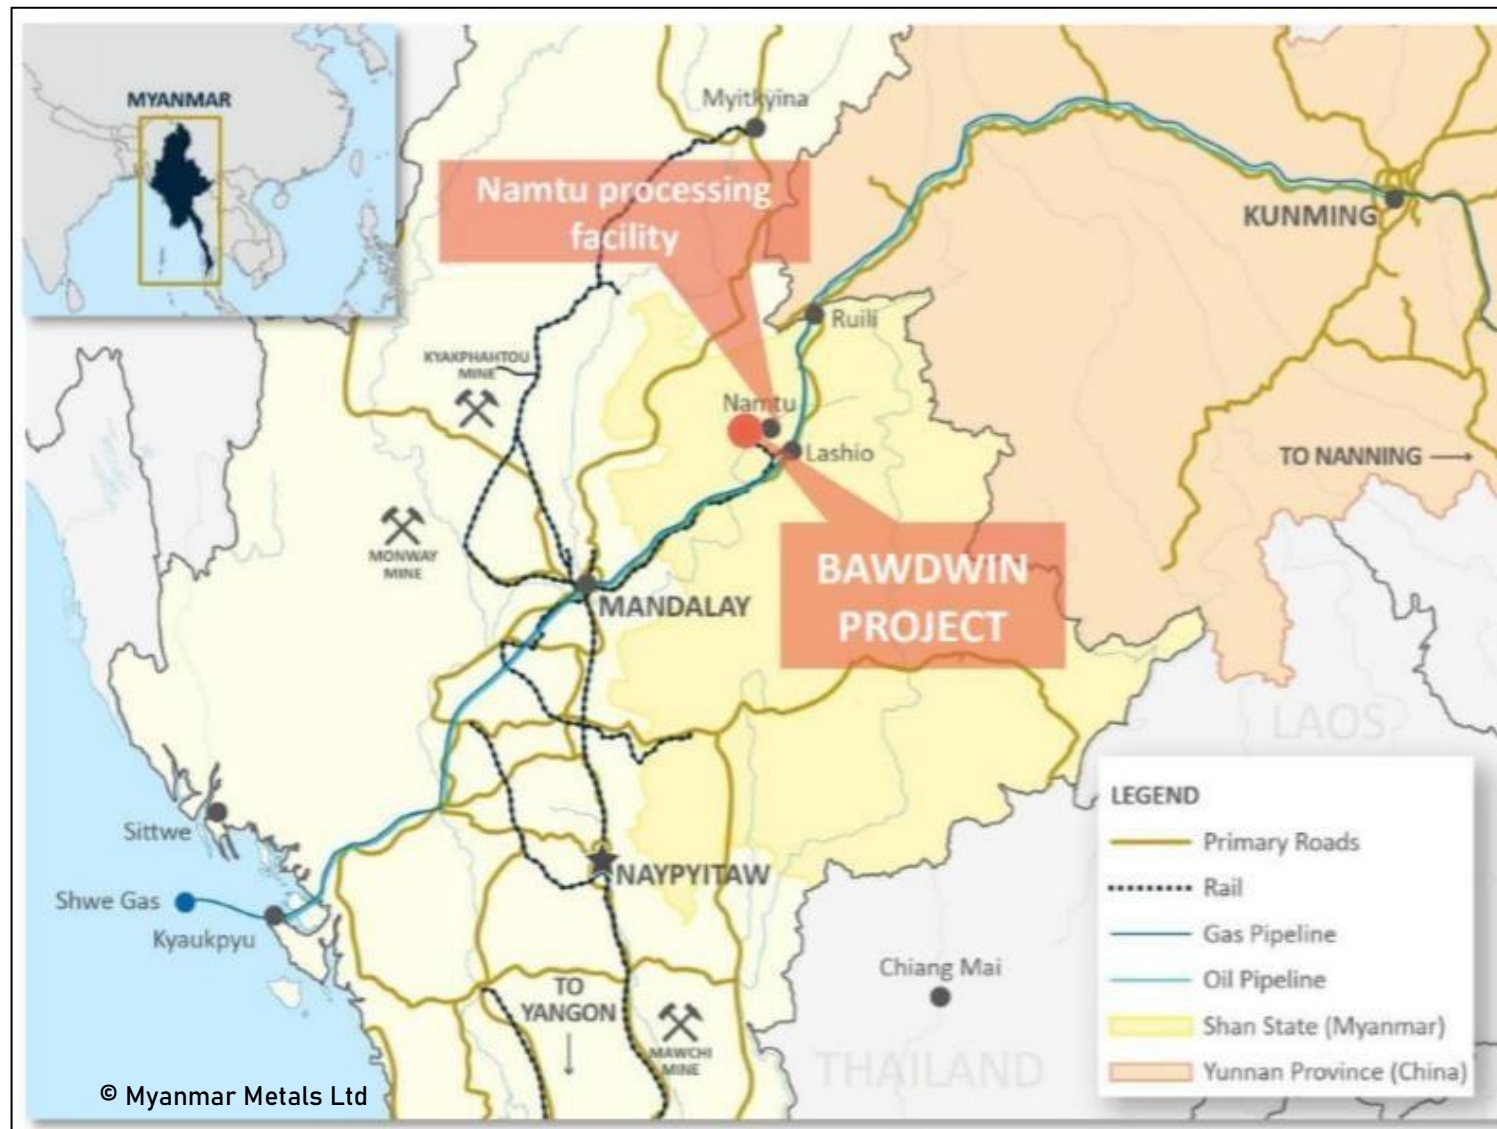 MYANMAR
Myitkyina
Namtu processing
facility
KUNMING
Ruili
KYAKPHAHTOU
MINE
Namtu
Lashio
TO NANNING
MONWAY
MINE
BAWDWIN
PROJECT
MANDALAY
LAOS
Sittwe
NAYPYITAW
Shwe Gas
Kyaukpyu
Chiang Mai
TO
YANGON
MAWCHI
MINE
THAILAND
LEGEND
Primary Roads
Rail
Gas Pipeline
Oil Pipeline
Shan State (Myanmar)
Yunnan Province (China)
© Myanmar Metals Ltd